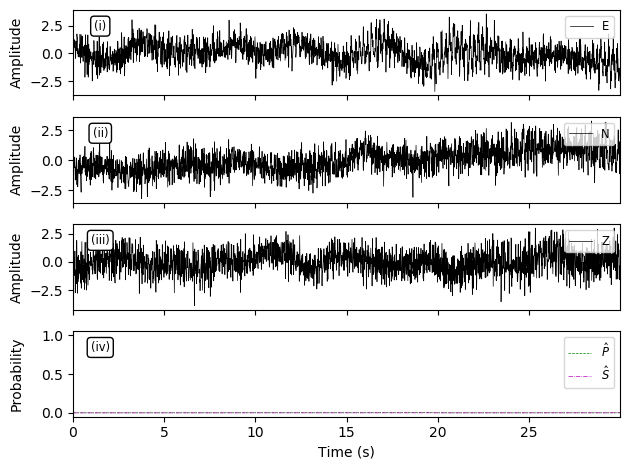 (i)
E
Amplitude
2.5
0.0
−2.5
(ii)
N
Amplitude
2.5
0.0
−2.5
(iii)
Z
Amplitude
2.5
0.0
−2.5
(iv)
P̂
Ŝ
Probability
1.0
0.5
0.0
0 5 10 15 20 25
Time (s)